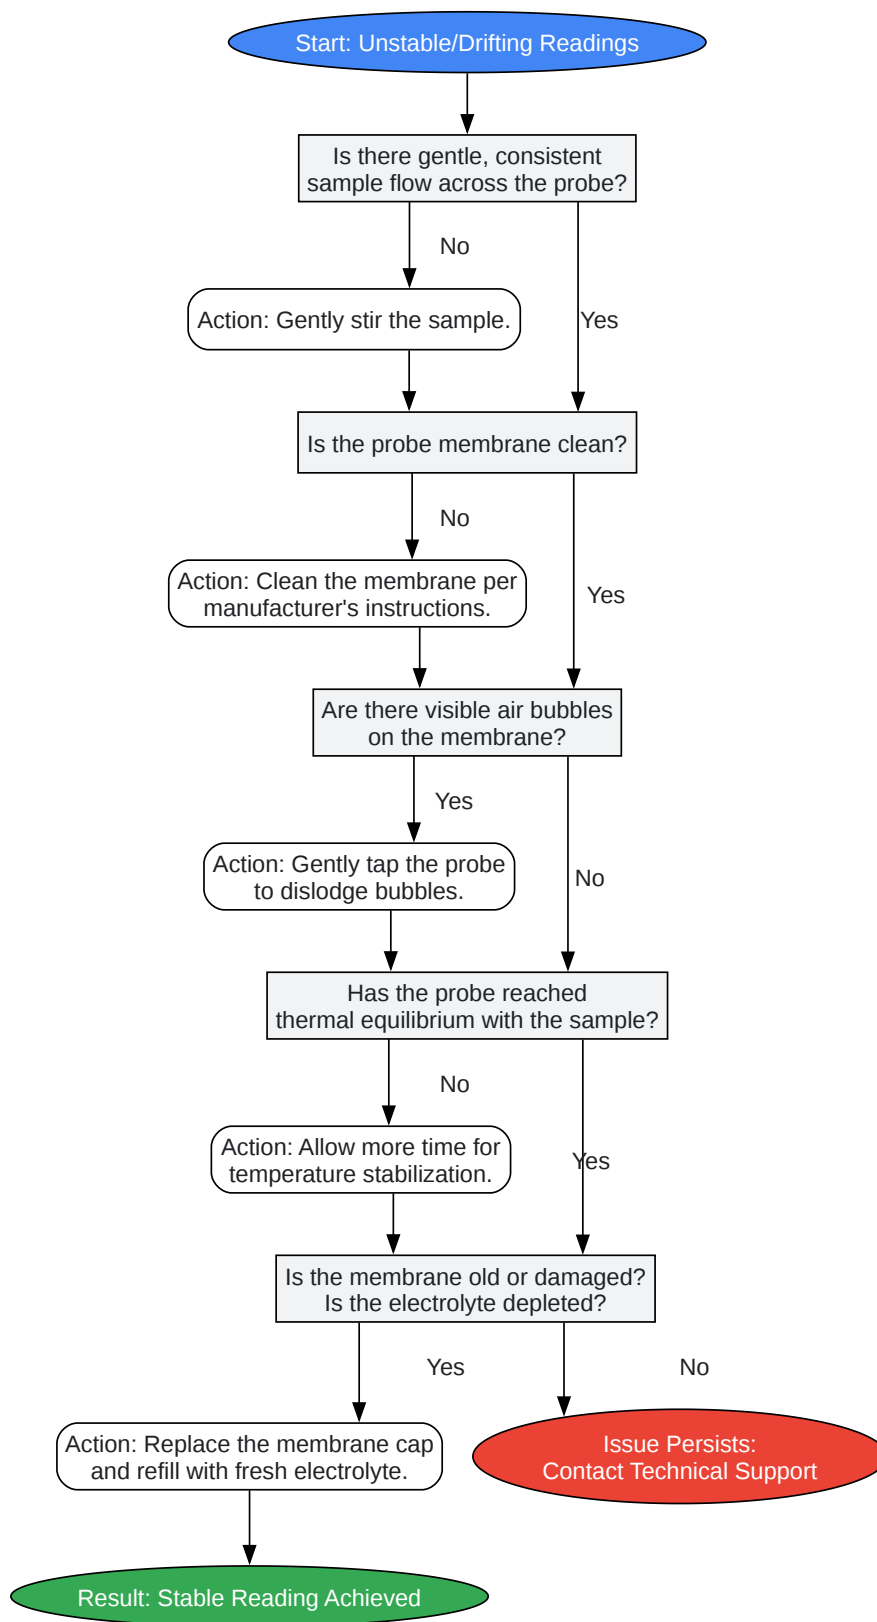 Start: Unstable/Drifting Readings
Is there gentle, consistent
sample flow across the probe?
No
Action: Gently stir the sample.
Yes
Is the probe membrane clean?
No
Action: Clean the membrane per
manufacturer's instructions.
Yes
Are there visible air bubbles
on the membrane?
Yes
Action: Gently tap the probe
to dislodge bubbles.
No
Has the probe reached
thermal equilibrium with the sample?
No
Action: Allow more time for
temperature stabilization.
Yes
Is the membrane old or damaged?
Is the electrolyte depleted?
Yes
No
Action: Replace the membrane cap
and refill with fresh electrolyte.
Issue Persists:
Contact Technical Support
Result: Stable Reading Achieved